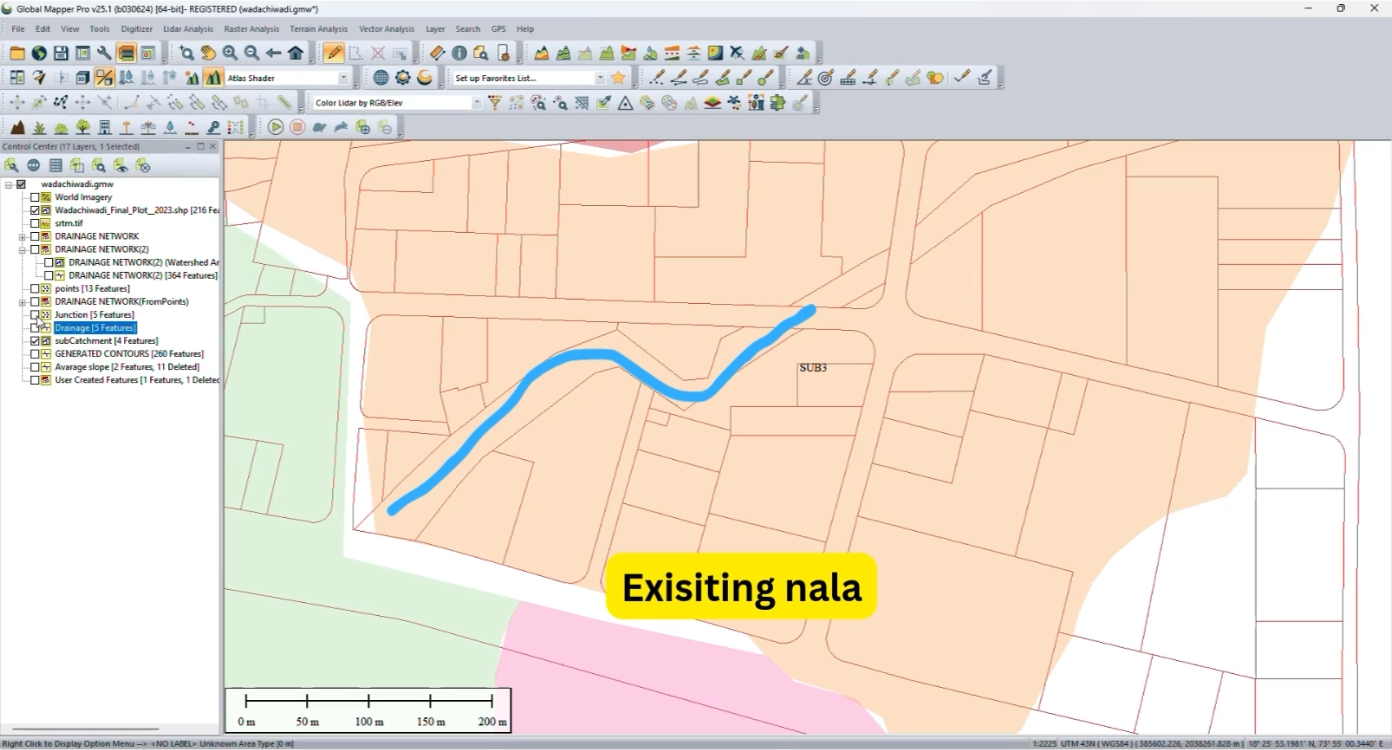 Global Mapper Pro v25.1 (b030624) [64-bit]- REGISTERED (wadachiwadi.gmw*)
File Edit View Tools Digitizer Lidar Analysis Raster Analysis Terrain Analysis Vector Analysis Layer Search GPS Help
Atlas Shader
Set up Favorites List...
Color Lidar by RGB/Elev
Control Center (17 Layers, 1 Selected)
wadachiwadi.gmw
World Imagery
Wadachiwadi_Final_Plot__2023.shp [216 Fea
srtm.tif
DRAINAGE NETWORK
DRAINAGE NETWORK(2)
DRAINAGE NETWORK(2) (Watershed Ar
DRAINAGE NETWORK(2) [364 Features]
points [13 Features]
DRAINAGE NETWORK(FromPoints)
Junction [5 Features]
Drainage [5 Features]
subCatchment [4 Features]
GENERATED CONTOURS [260 Features]
Avarage slope [2 Features, 11 Deleted]
User Created Features [1 Features, 1 Deleted
SUB3
Exisiting nala
0 m 50 m 100 m 150 m 200 m
Right Click to Display Option Menu --> <NO LABEL> Unknown Area Type [0 m]
1:2225 UTM 43N ( WGS84 ) ( 385602.226, 2038261.828 m ) 18° 25' 53.1981" N, 73° 55' 00.3440" E